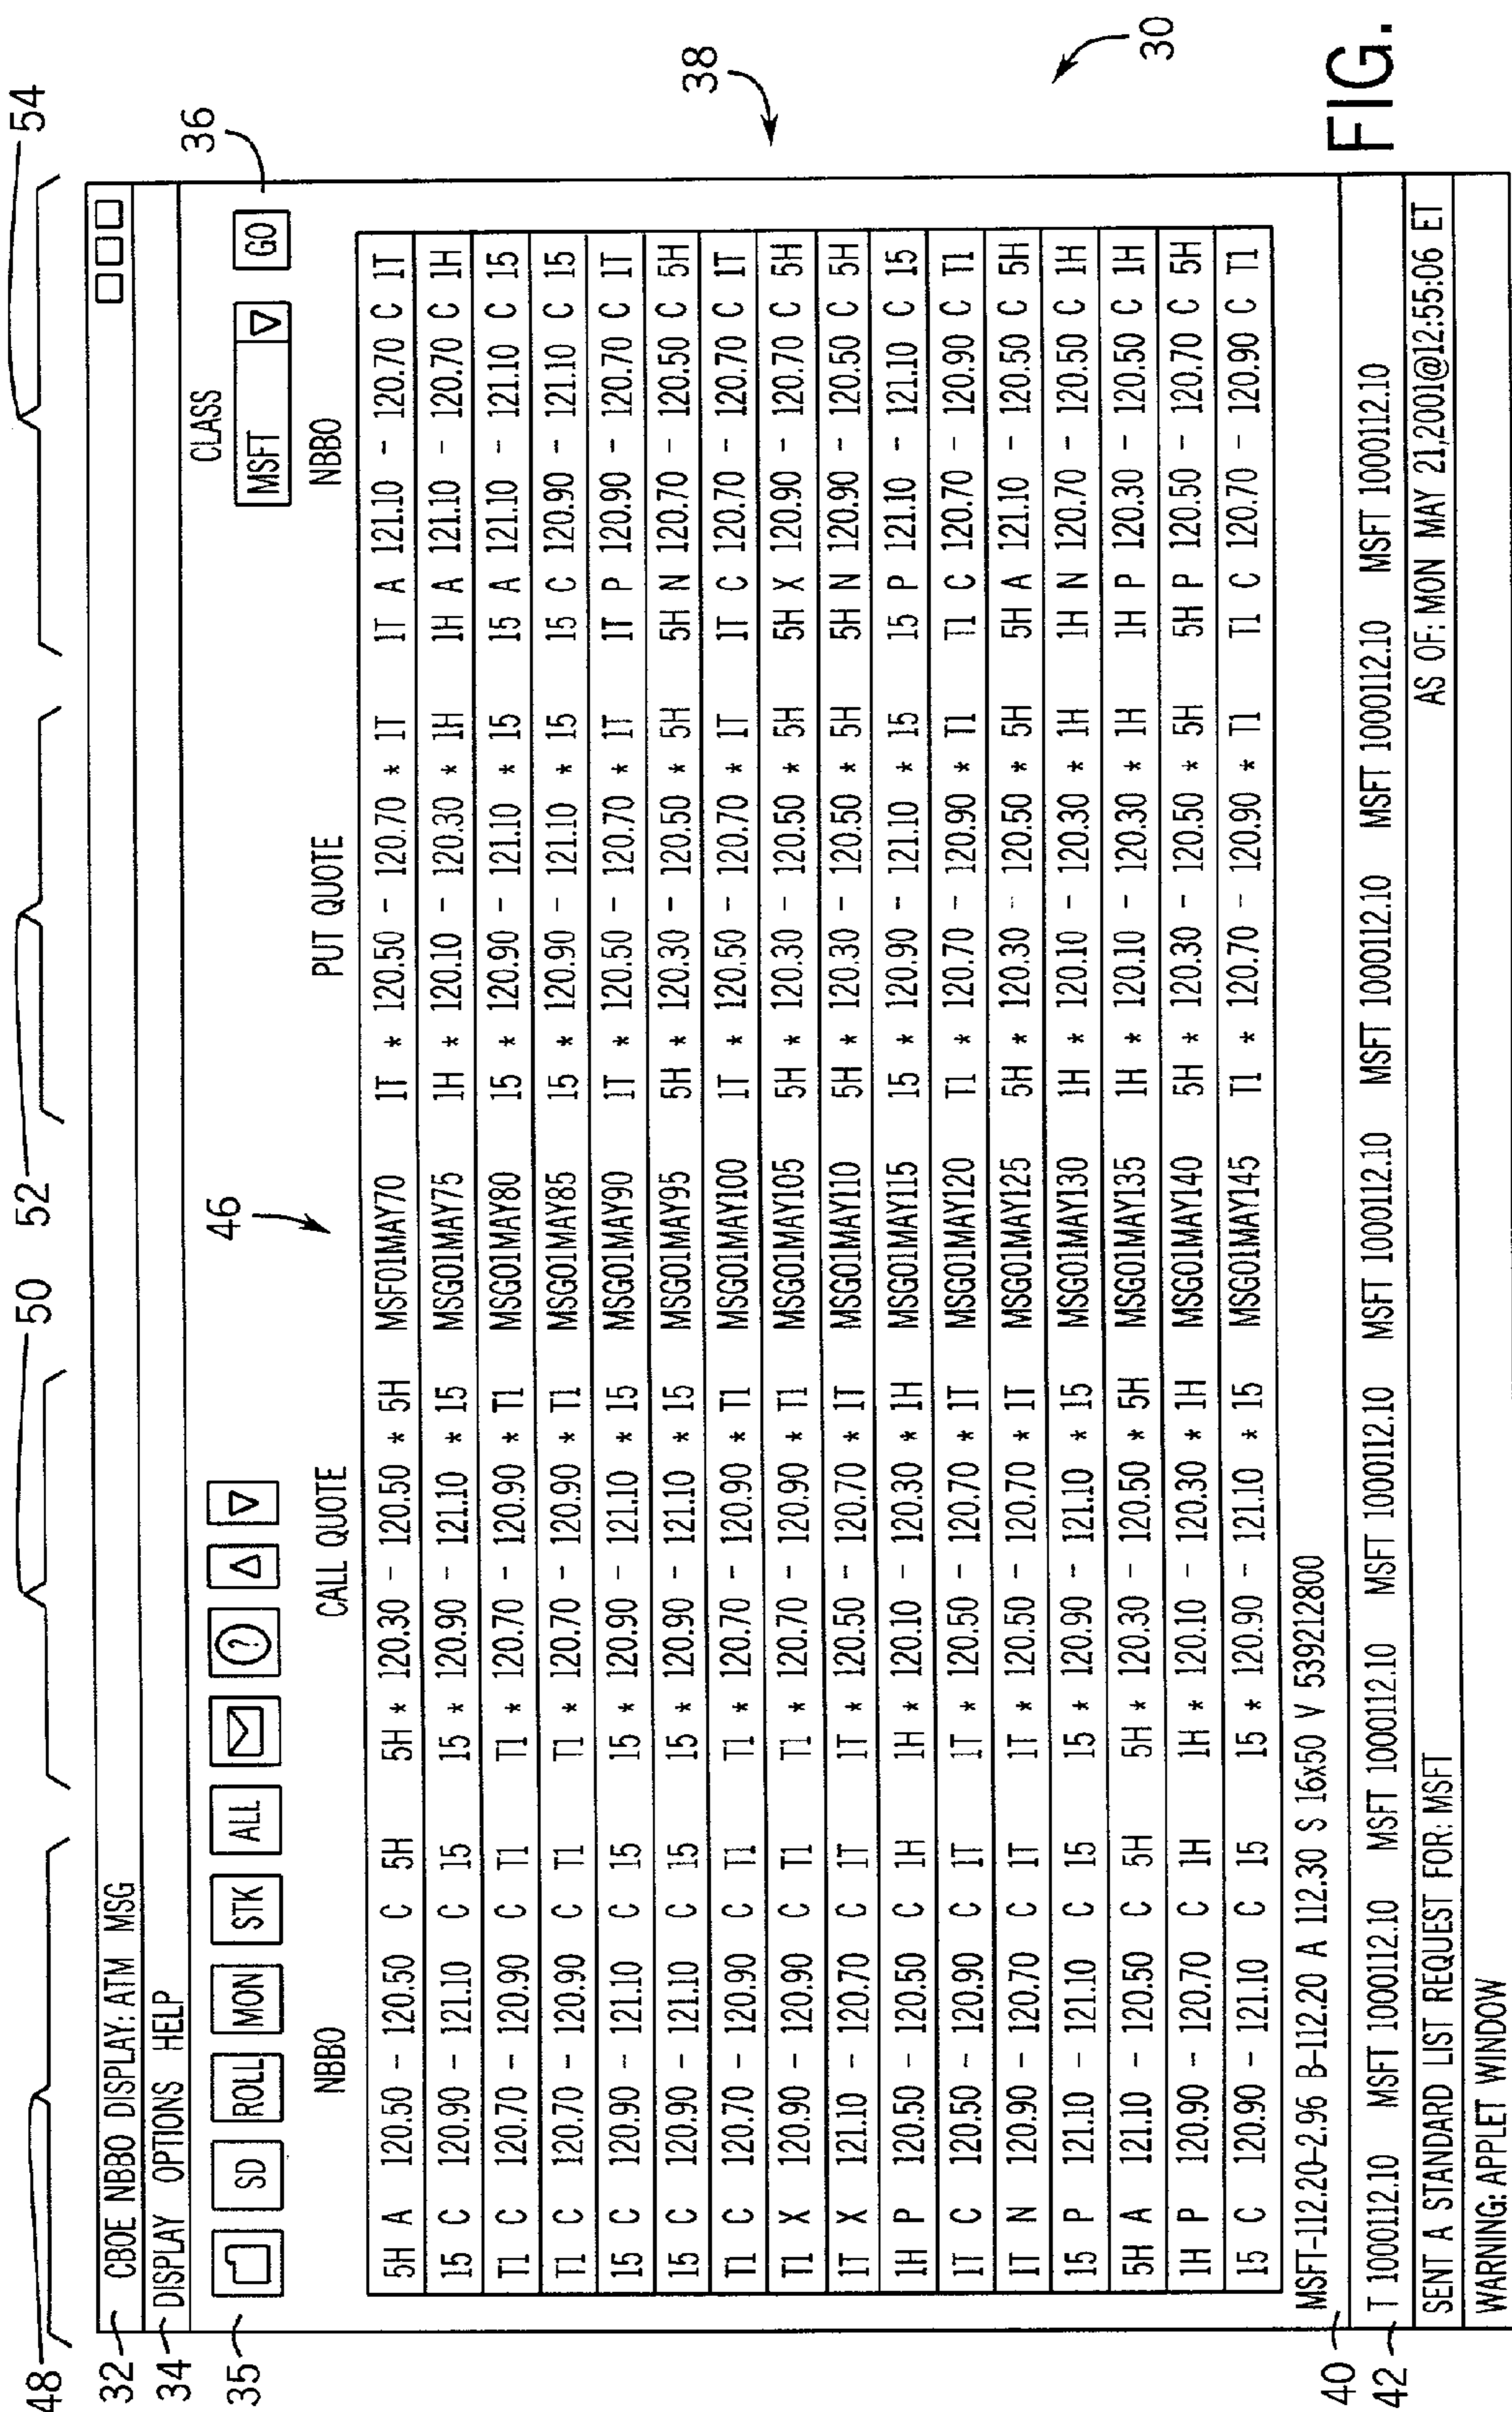 48 50 52 54
32 CBOE NBBO DISPLAY: ATM MSG
34 DISPLAY OPTIONS HELP
CLASS
35 SD ROLL MON STK ALL ? MSFT GO 36
46
NBBO CALL QUOTE PUT QUOTE NBBO
5H A 120.50 - 120.50 C 5H 5H * 120.30 - 120.50 * 5H MSF01MAY70 1T * 120.50 - 120.70 * 1T 1T A 121.10 - 120.70 C 1T
15 C 120.90 - 121.10 C 15 15 * 120.90 - 121.10 * 15 MSG01MAY75 1H * 120.10 - 120.30 * 1H 1H A 121.10 - 120.70 C 1H
T1 C 120.70 - 120.90 C T1 T1 * 120.70 - 120.90 * T1 MSG01MAY80 15 * 120.90 - 121.10 * 15 15 A 121.10 - 121.10 C 15
T1 C 120.70 - 120.90 C T1 T1 * 120.70 - 120.90 * T1 MSG01MAY85 15 * 120.90 - 121.10 * 15 15 C 120.90 - 121.10 C 15
15 C 120.90 - 121.10 C 15 15 * 120.90 - 121.10 * 15 MSG01MAY90 1T * 120.50 - 120.70 * 1T 1T P 120.90 - 120.70 C 1T
15 C 120.90 - 121.10 C 15 15 * 120.90 - 121.10 * 15 MSG01MAY95 5H * 120.30 - 120.50 * 5H 5H N 120.70 - 120.50 C 5H
T1 C 120.70 - 120.90 C T1 T1 * 120.70 - 120.90 * T1 MSG01MAY100 1T * 120.50 - 120.70 * 1T 1T C 120.70 - 120.70 C 1T
T1 X 120.90 - 120.90 C T1 T1 * 120.70 - 120.90 * T1 MSG01MAY105 5H * 120.30 - 120.50 * 5H 5H X 120.90 - 120.70 C 5H
1T X 121.10 - 120.70 C 1T 1T * 120.50 - 120.70 * 1T MSG01MAY110 5H * 120.30 - 120.50 * 5H 5H N 120.90 - 120.50 C 5H
1H P 120.50 - 120.50 C 1H 1H * 120.10 - 120.30 * 1H MSG01MAY115 15 * 120.90 - 121.10 * 15 15 P 121.10 - 121.10 C 15
1T C 120.50 - 120.90 C 1T 1T * 120.50 - 120.70 * 1T MSG01MAY120 T1 * 120.70 - 120.90 * T1 T1 C 120.70 - 120.90 C T1
1T N 120.90 - 120.70 C 1T 1T * 120.50 - 120.70 * 1T MSG01MAY125 5H * 120.30 - 120.50 * 5H 5H A 121.10 - 120.50 C 5H
15 P 121.10 - 121.10 C 15 15 * 120.90 - 121.10 * 15 MSG01MAY130 1H * 120.10 - 120.30 * 1H 1H N 120.70 - 120.50 C 1H
5H A 121.10 - 120.50 C 5H 5H * 120.30 - 120.50 * 5H MSG01MAY135 1H * 120.10 - 120.30 * 1H 1H P 120.30 - 120.50 C 1H
1H P 120.90 - 120.70 C 1H 1H * 120.10 - 120.30 * 1H MSG01MAY140 5H * 120.30 - 120.50 * 5H 5H P 120.50 - 120.70 C 5H
15 C 120.90 - 121.10 C 15 15 * 120.90 - 121.10 * 15 MSG01MAY145 T1 * 120.70 - 120.90 * T1 T1 C 120.70 - 120.90 C T1
38
40 MSFT-112.20-2.96 B-112.20 A 112.30 S 16x50 V 539212800
42 T 1000112.10 MSFT 1000112.10 MSFT 1000112.10 MSFT 1000112.10 MSFT 1000112.10 MSFT 1000112.10 MSFT 1000112.10 MSFT 1000112.10
SENT A STANDARD LIST REQUEST FOR: MSFT AS OF: MON MAY 21,2001@12:55:06 ET
WARNING: APPLET WINDOW
30
FIG.